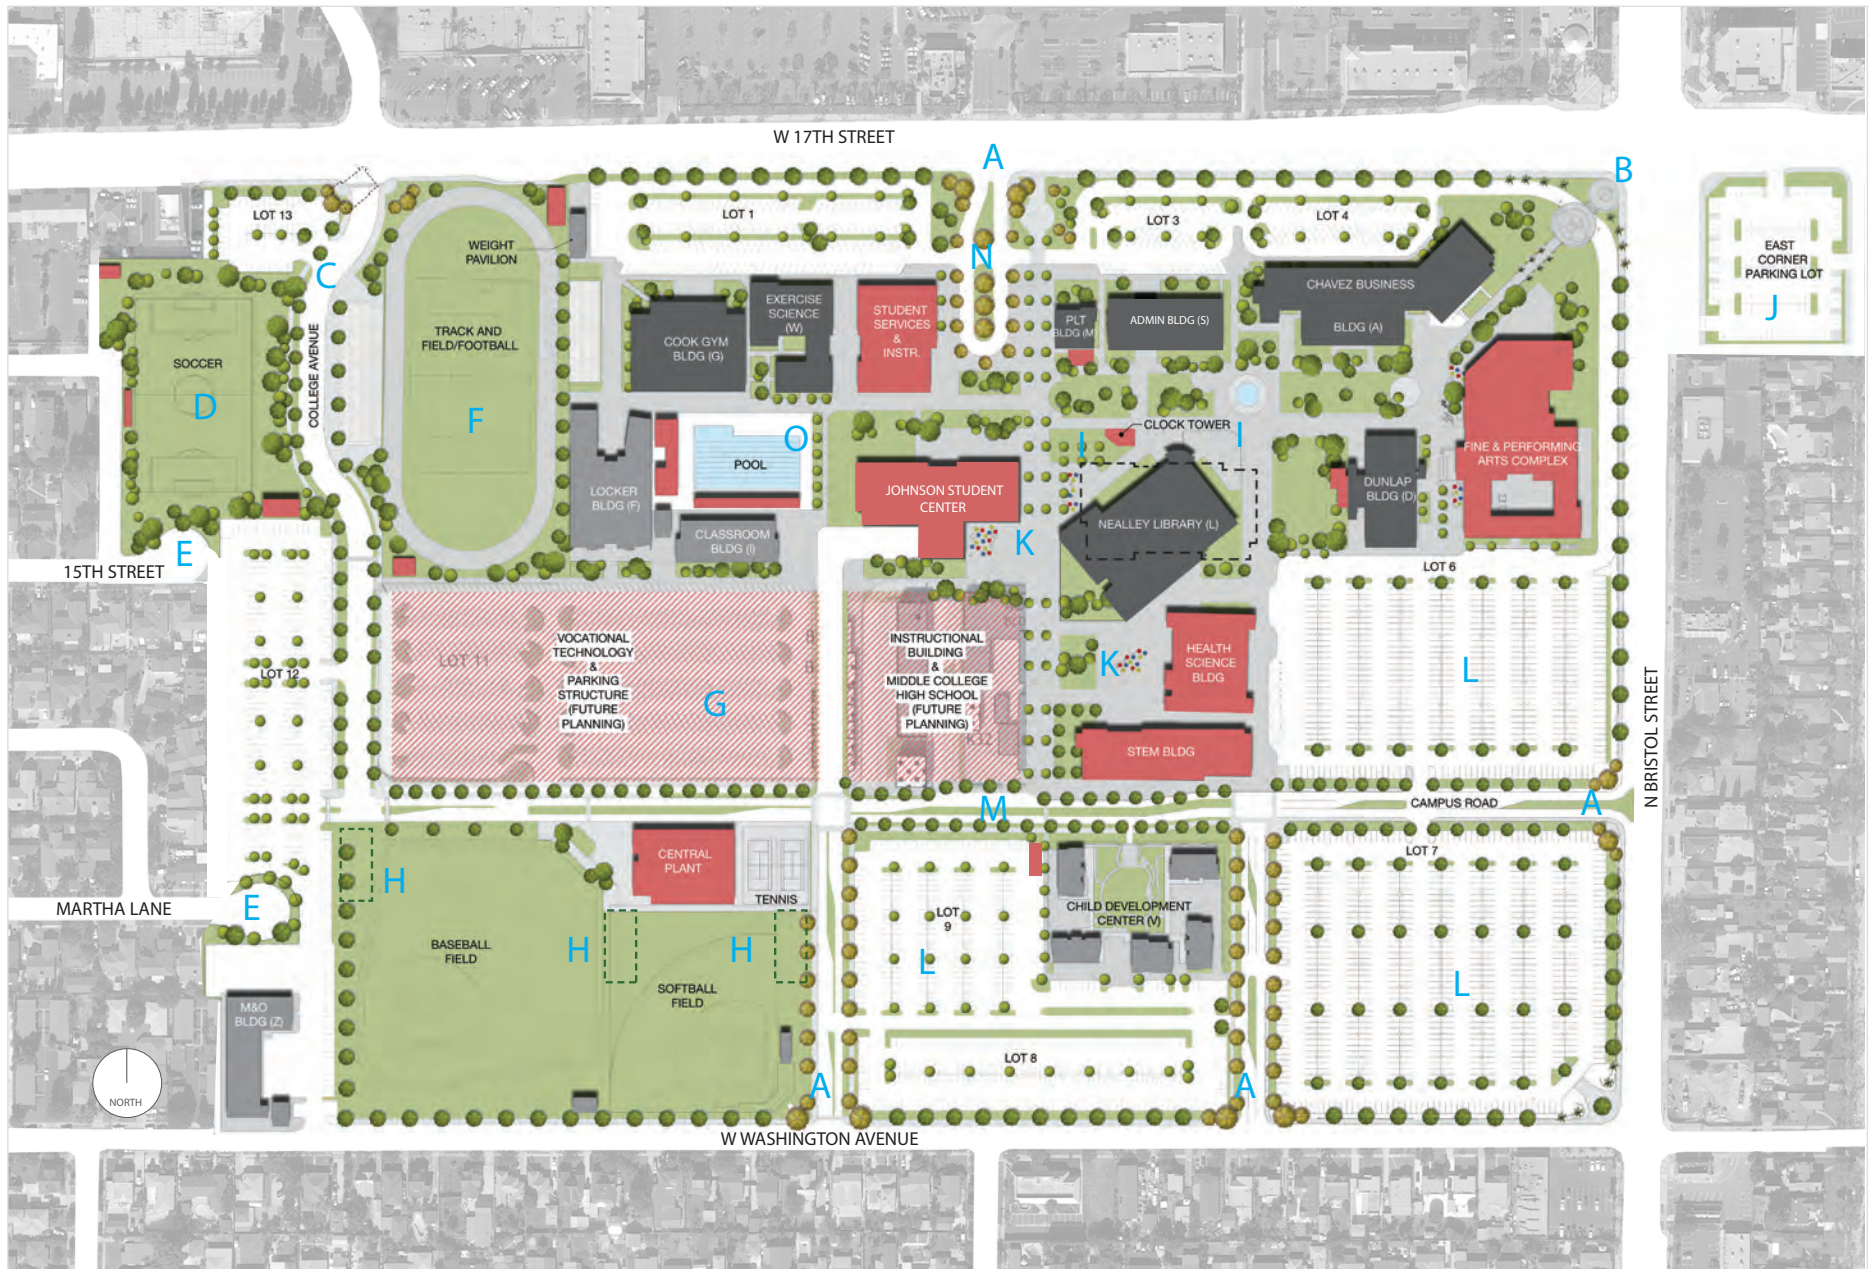 W 17TH STREET
A
B
LOT 13
LOT 1
LOT 3
LOT 4
WEIGHT
PAVILION
N
C
EAST
CORNER
PARKING LOT
J
CHAVEZ BUSINESS
BLDG (A)
EXERCISE
SCIENCE
(W)
STUDENT
SERVICES
&
INSTR.
PLT
BLDG (M)
ADMIN BLDG (S)
TRACK AND
FIELD/FOOTBALL
COOK GYM
BLDG (G)
SOCCER
COLLEGE AVENUE
D
F
O
POOL
CLOCK TOWER
I
I
FINE & PERFORMING
ARTS COMPLEX
LOCKER
BLDG (F)
JOHNSON STUDENT
CENTER
DUNLAP
BLDG (D)
NEALLEY LIBRARY (L)
CLASSROOM
BLDG (I)
K
E
15TH STREET
LOT 6
VOCATIONAL
TECHNOLOGY
&
PARKING
STRUCTURE
(FUTURE
PLANNING)
LOT 11
G
INSTRUCTIONAL
BUILDING
&
MIDDLE COLLEGE
HIGH SCHOOL
(FUTURE
PLANNING)
K32
HEALTH
SCIENCE
BLDG
K
L
LOT 12
STEM BLDG
N BRISTOL STREET
M
CAMPUS ROAD
A
LOT 7
CENTRAL
PLANT
H
TENNIS
MARTHA LANE
E
CHILD DEVELOPMENT
CENTER (V)
LOT
9
BASEBALL
FIELD
H
H
L
L
SOFTBALL
FIELD
M&O
BLDG (Z)
LOT 8
NORTH
A
A
W WASHINGTON AVENUE